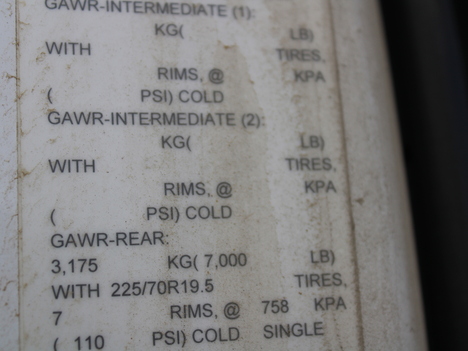 GAWR-INTERMEDIATE (1):
KG( LB)
WITH TIRES,
RIMS, @ KPA
( PSI) COLD
GAWR-INTERMEDIATE (2):
KG( LB)
WITH TIRES,
RIMS, @ KPA
( PSI) COLD
GAWR-REAR:
3,175 KG( 7,000 LB)
WITH 225/70R19.5 TIRES,
7 RIMS, @ 758 KPA
( 110 PSI) COLD SINGLE